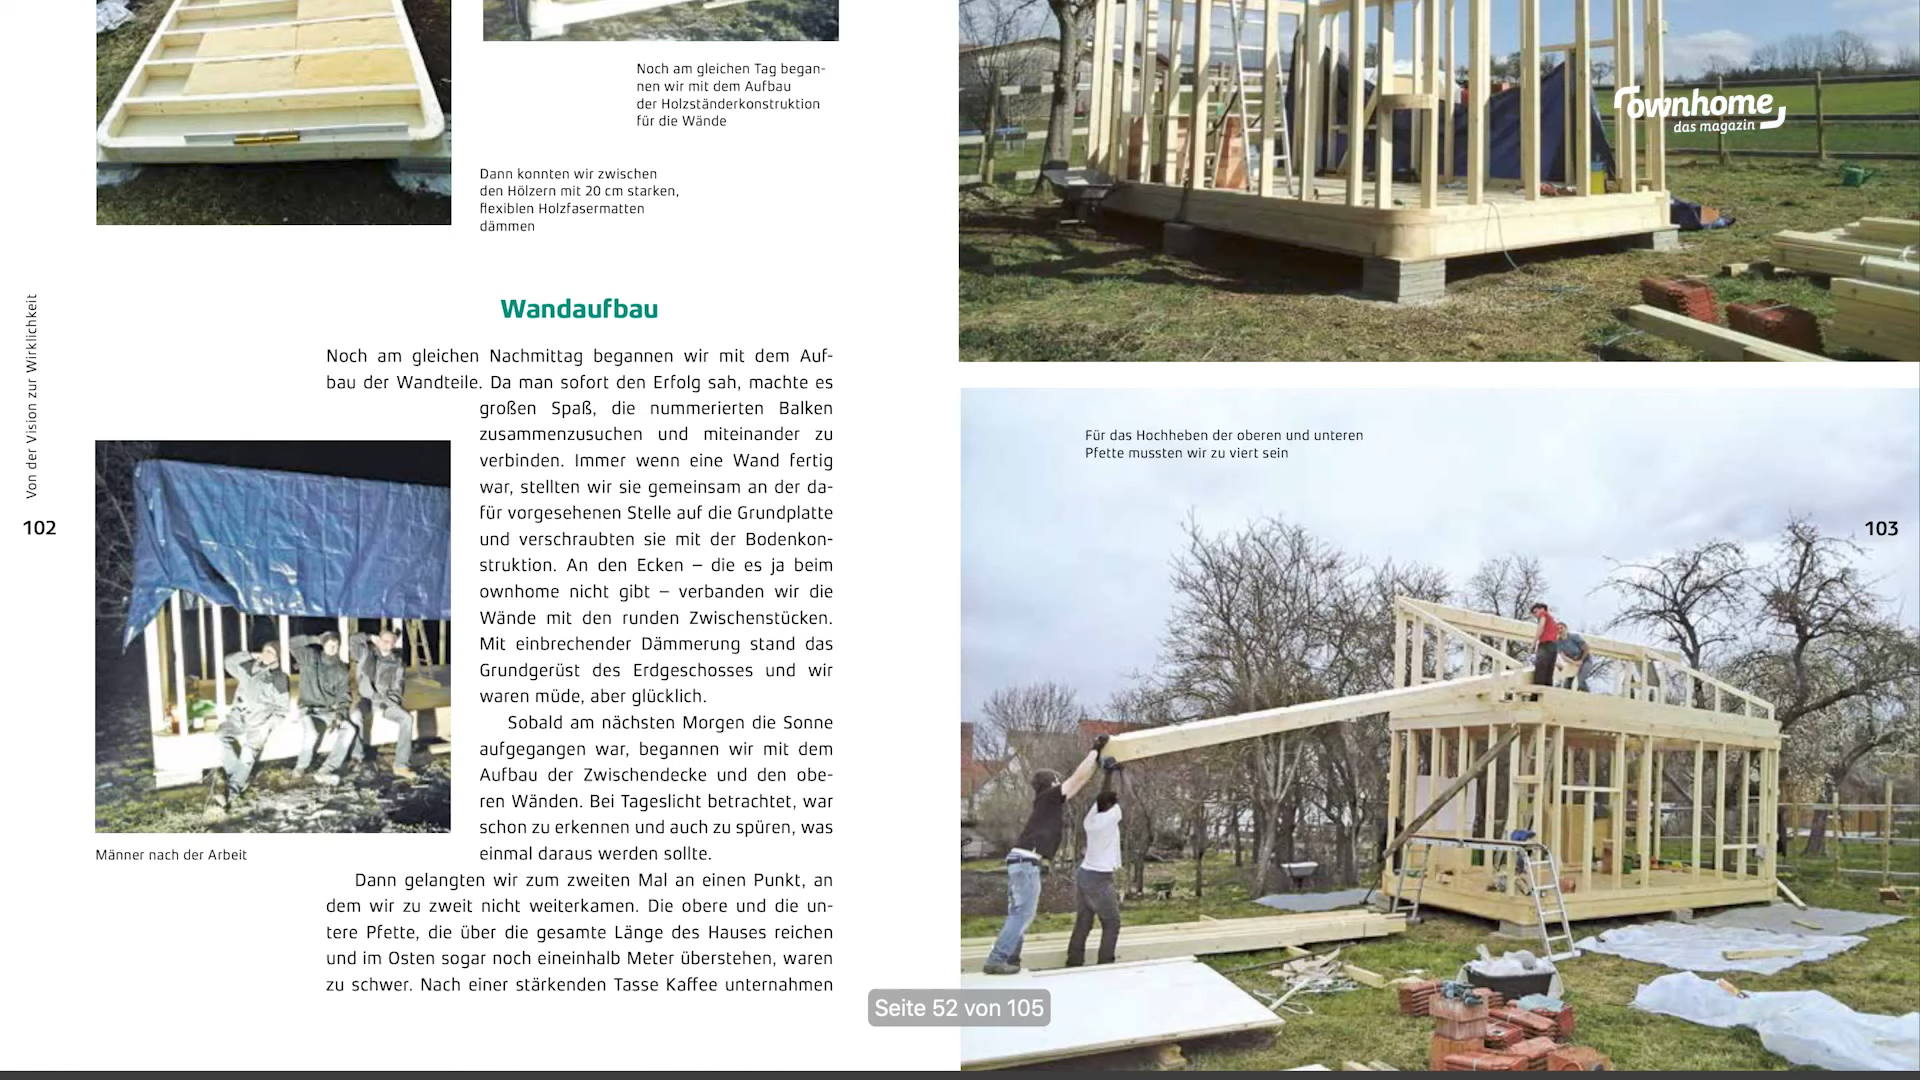 Noch am gleichen Tag began-
nen wir mit dem Aufbau
der Holzständerkonstruktion
für die Wände
Dann konnten wir zwischen
den Hölzern mit 20 cm starken,
flexiblen Holzfasermatten
dämmen
Wandaufbau
Noch am gleichen Nachmittag begannen wir mit dem Auf-
bau der Wandteile. Da man sofort den Erfolg sah, machte es
großen Spaß, die nummerierten Balken
zusammenzusuchen und miteinander zu
verbinden. Immer wenn eine Wand fertig
war, stellten wir sie gemeinsam an der da-
für vorgesehenen Stelle auf die Grundplatte
und verschraubten sie mit der Bodenkon-
struktion. An den Ecken – die es ja beim
ownhome nicht gibt – verbanden wir die
Wände mit den runden Zwischenstücken.
Mit einbrechender Dämmerung stand das
Grundgerüst des Erdgeschosses und wir
waren müde, aber glücklich.
Sobald am nächsten Morgen die Sonne
aufgegangen war, begannen wir mit dem
Aufbau der Zwischendecke und den obe-
ren Wänden. Bei Tageslicht betrachtet, war
schon zu erkennen und auch zu spüren, was
einmal daraus werden sollte.
Dann gelangten wir zum zweiten Mal an einen Punkt, an
dem wir zu zweit nicht weiterkamen. Die obere und die un-
tere Pfette, die über die gesamte Länge des Hauses reichen
und im Osten sogar noch eineinhalb Meter überstehen, waren
zu schwer. Nach einer stärkenden Tasse Kaffee unternahmen
Männer nach der Arbeit
Von der Vision zur Wirklichkeit
102
ownhome
das magazin
Für das Hochheben der oberen und unteren
Pfette mussten wir zu viert sein
103
Seite 52 von 105